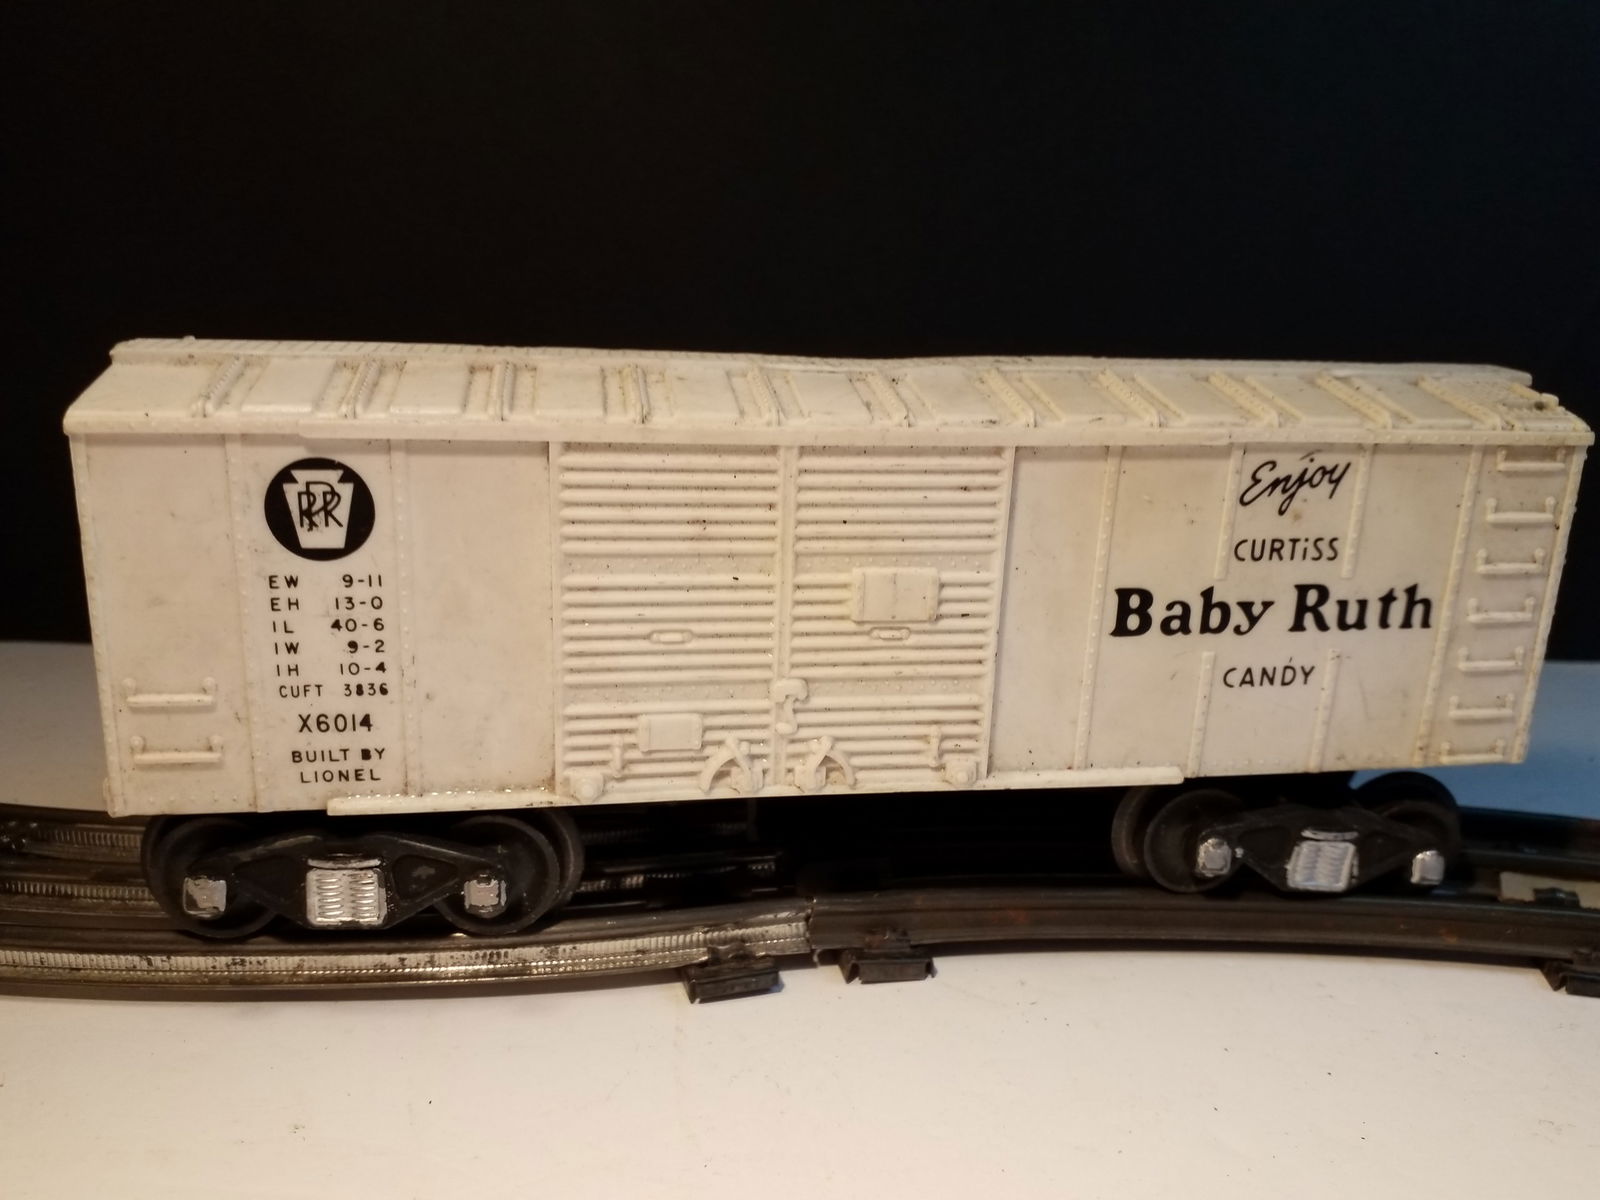 PRR
EW 9-11
EH 13-0
IL 40-6
IW 9-2
IH 10-4
CUFT 3836
X6014
BUILT BY
LIONEL
Enjoy
CURTiSS
Baby Ruth
CANDY